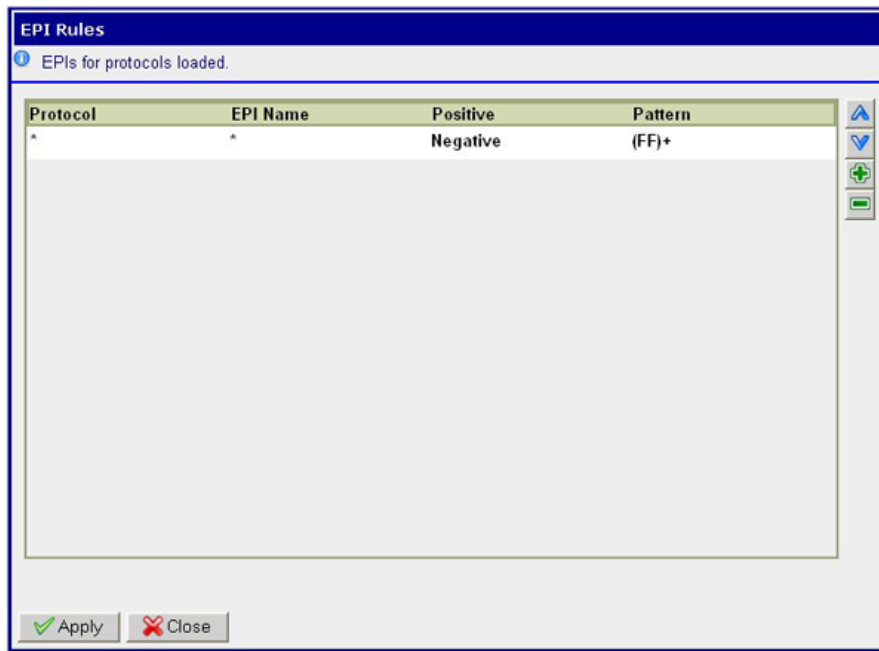 EPI Rules
EPIs for protocols loaded.
Protocol EPI Name Positive Pattern
* * Negative (FF)+
Apply Close